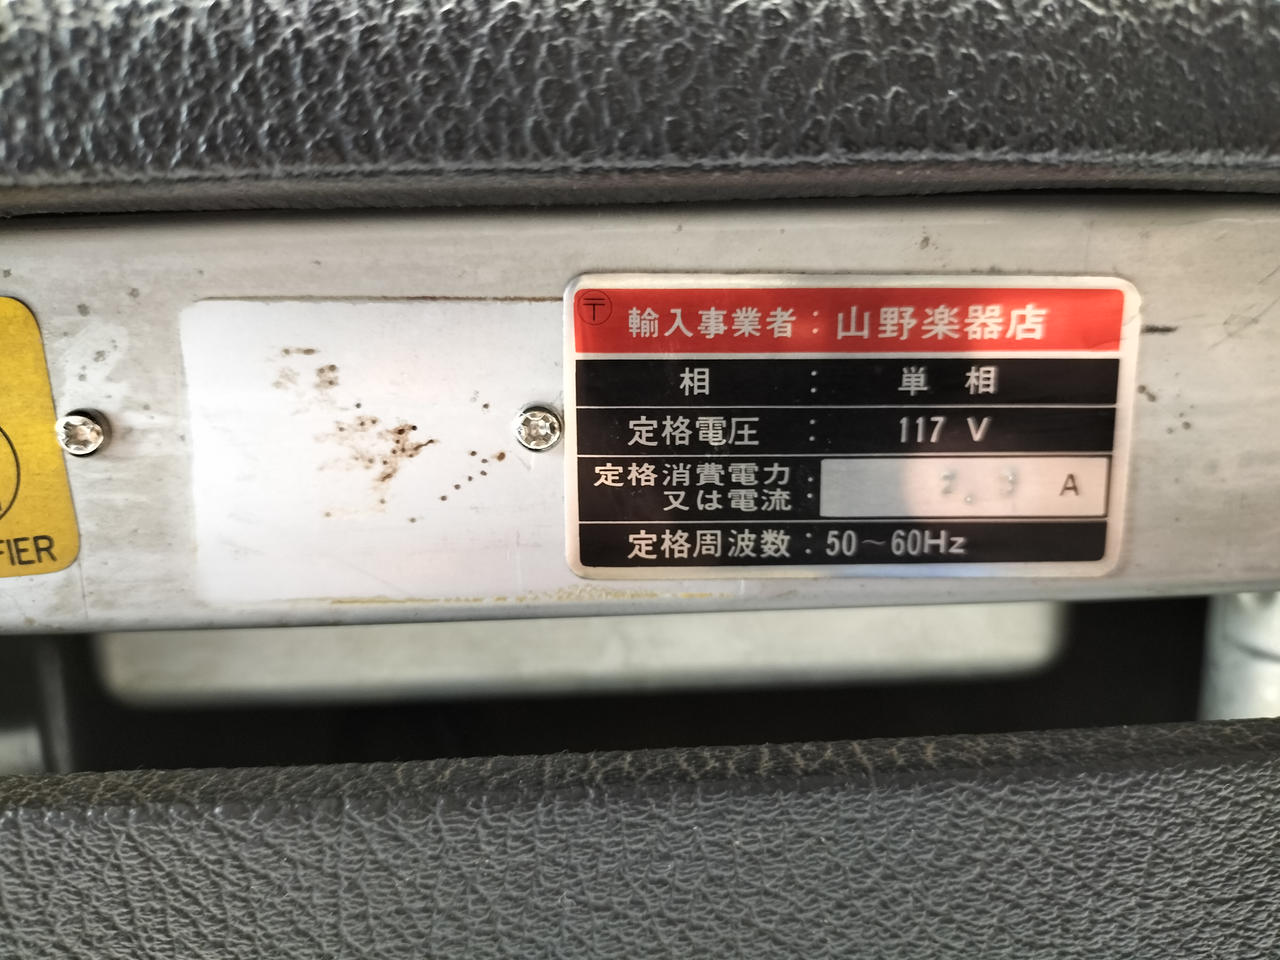 FIER
〒 輸入事業者：山野楽器店
相 ： 単 相
定格電圧 ： 117 V
定格消費電力
又は電流 ： A
定格周波数：50～60Hz